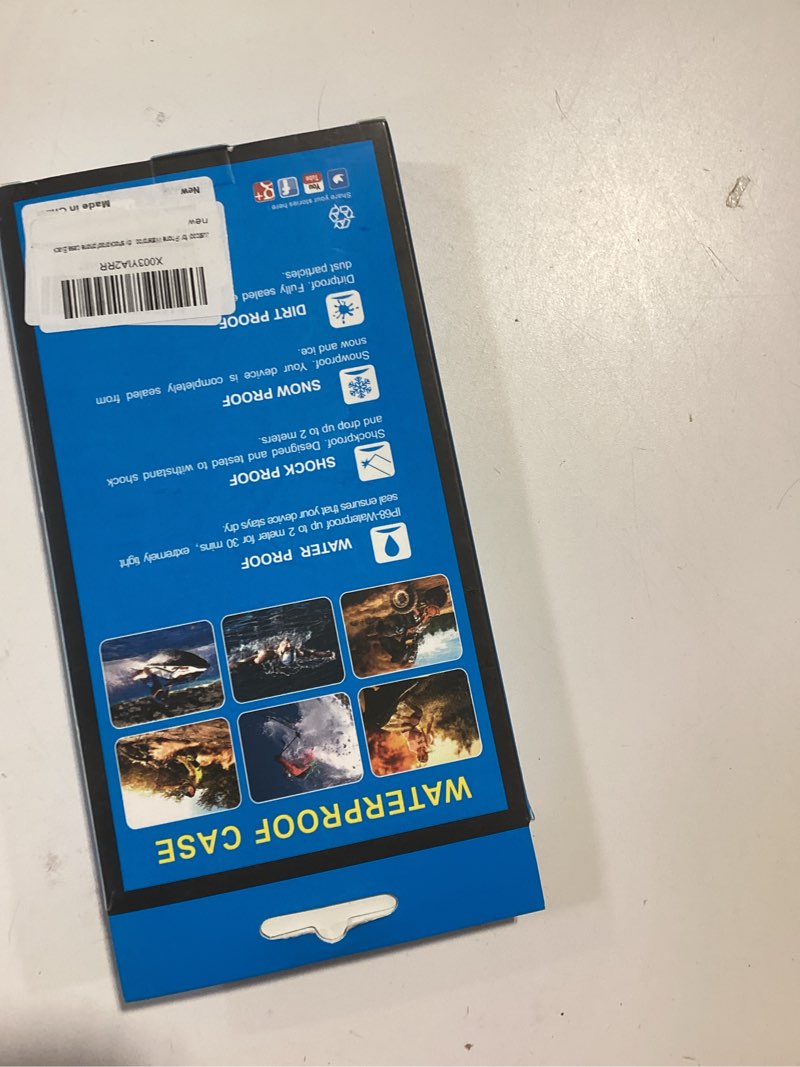 WATERPROOF CASE
WATER PROOF
IP68-Waterproof up to 2 meter for 30 mins, extremely tight
seal ensures that your device stays dry.
SHOCK PROOF
Shockproof. Designed and tested to withstand shock
and drop up to 2 meters.
SNOW PROOF
Snowproof. Your device is completely sealed from
snow and ice.
DIRT PROOF
Dirtproof. Fully sealed
dust particles.
Share your stories here
You
Tube
g+
X003YIA2RR
new
New
Made in